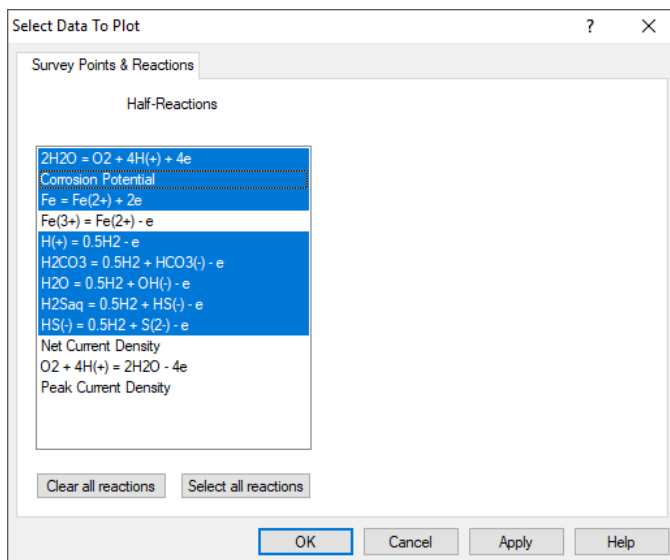 Select Data To Plot
?
Survey Points & Reactions
Half-Reactions
2H2O = O2 + 4H(+) + 4e
Corrosion Potential
Fe = Fe(2+) + 2e
Fe(3+) = Fe(2+) - e
H(+) = 0.5H2 - e
H2CO3 = 0.5H2 + HCO3(-) - e
H2O = 0.5H2 + OH(-) - e
H2Saq = 0.5H2 + HS(-) - e
HS(-) = 0.5H2 + S(2-) - e
Net Current Density
O2 + 4H(+) = 2H2O - 4e
Peak Current Density
Clear all reactions Select all reactions
OK Cancel Apply Help